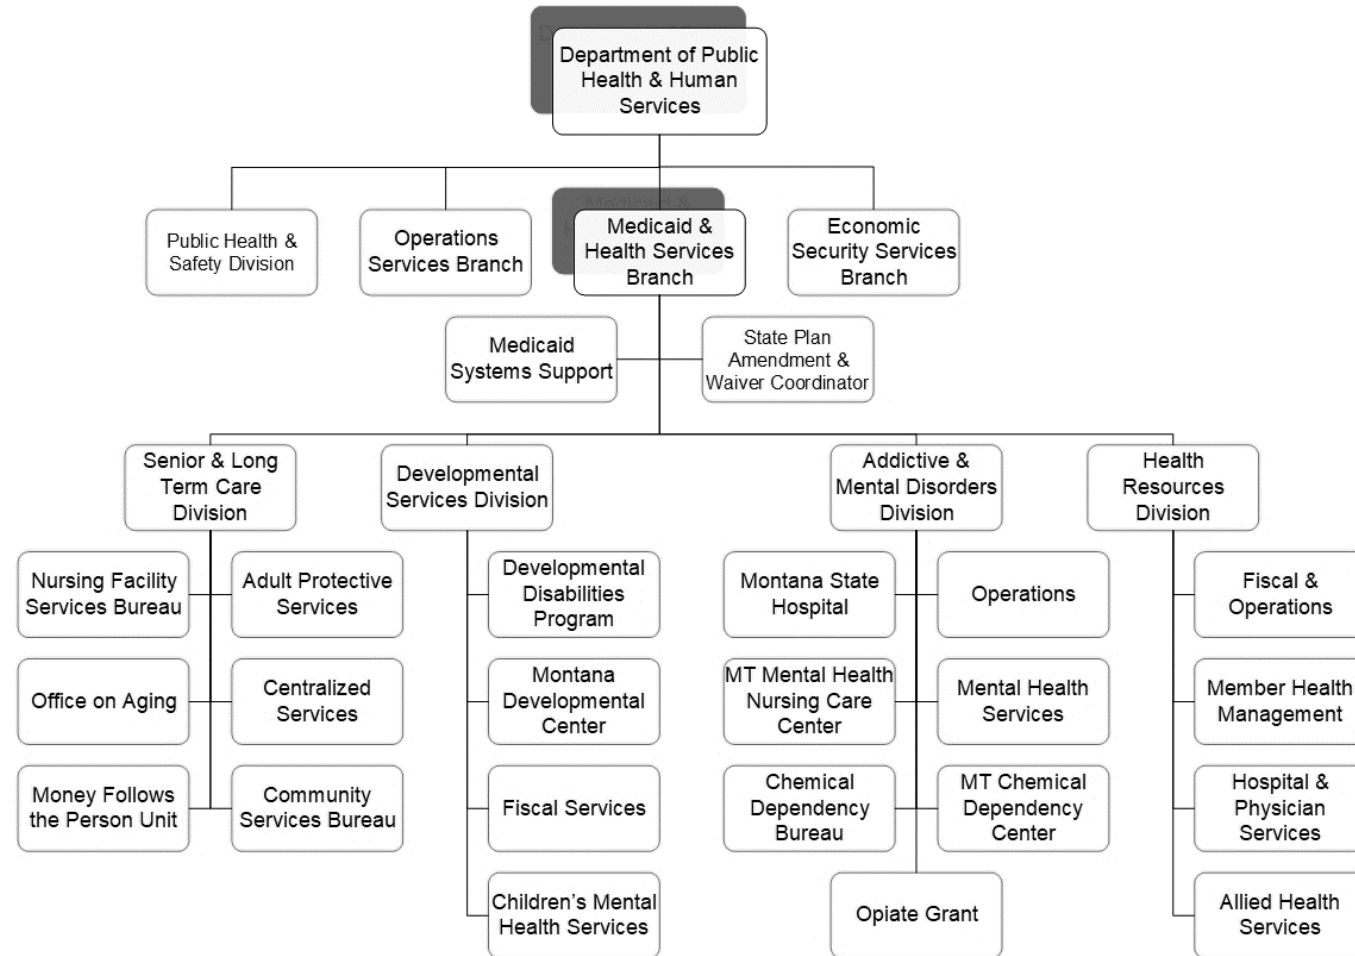 Department of Public
Health & Human
Services
Public Health &
Safety Division
Operations
Services Branch
Medicaid &
Health Services
Branch
Economic
Security Services
Branch
Medicaid
Systems Support
State Plan
Amendment &
Waiver Coordinator
Senior & Long
Term Care
Division
Developmental
Services Division
Addictive &
Mental Disorders
Division
Health
Resources
Division
Nursing Facility
Services Bureau
Adult Protective
Services
Developmental
Disabilities
Program
Montana State
Hospital
Operations
Fiscal &
Operations
Office on Aging
Centralized
Services
Montana
Developmental
Center
MT Mental Health
Nursing Care
Center
Mental Health
Services
Member Health
Management
Money Follows
the Person Unit
Community
Services Bureau
Fiscal Services
Chemical
Dependency
Bureau
MT Chemical
Dependency
Center
Hospital &
Physician
Services
Children’s Mental
Health Services
Opiate Grant
Allied Health
Services